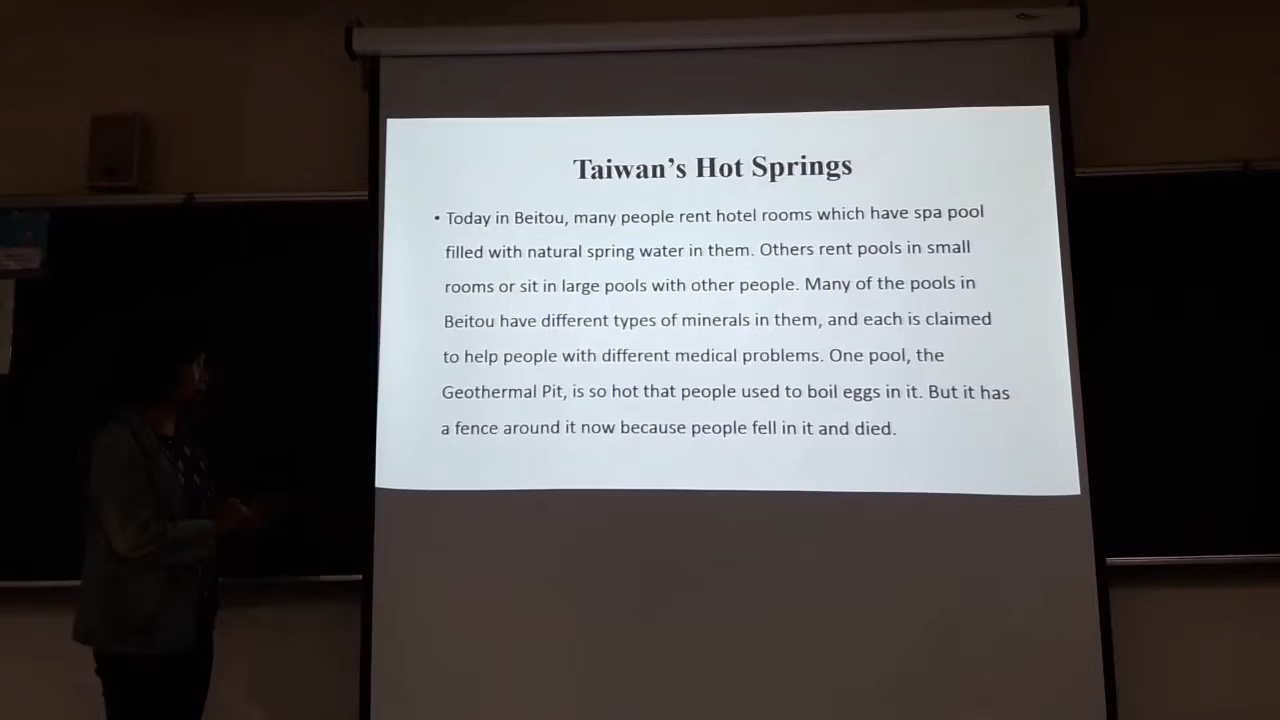 Taiwan's Hot Springs
• Today in Beitou, many people rent hotel rooms which have spa pool
filled with natural spring water in them. Others rent pools in small
rooms or sit in large pools with other people. Many of the pools in
Beitou have different types of minerals in them, and each is claimed
to help people with different medical problems. One pool, the
Geothermal Pit, is so hot that people used to boil eggs in it. But it has
a fence around it now because people fell in it and died.